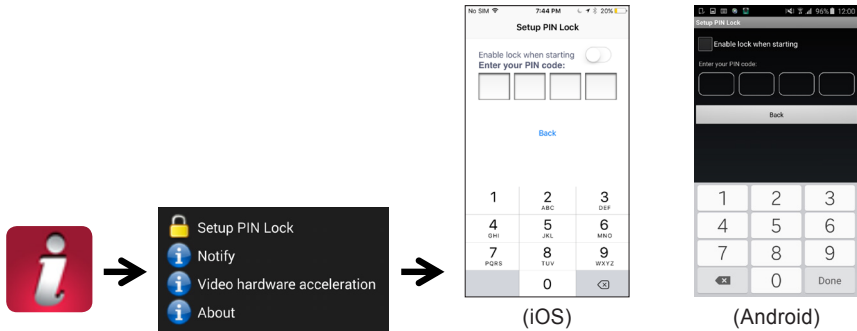 i
Setup PIN Lock
Notify
Video hardware acceleration
About
No SIM 7:44 PM 20%
Setup PIN Lock
Enable lock when starting
Enter your PIN code:
Back
1 2 3
ABC DEF
4 5 6
GHI JKL MNO
7 8 9
PQRS TUV WXYZ
0
(iOS)
96% 12:00
Setup PIN Lock
Enable lock when starting
Enter your PIN code:
Back
1 2 3
4 5 6
7 8 9
0 Done
(Android)